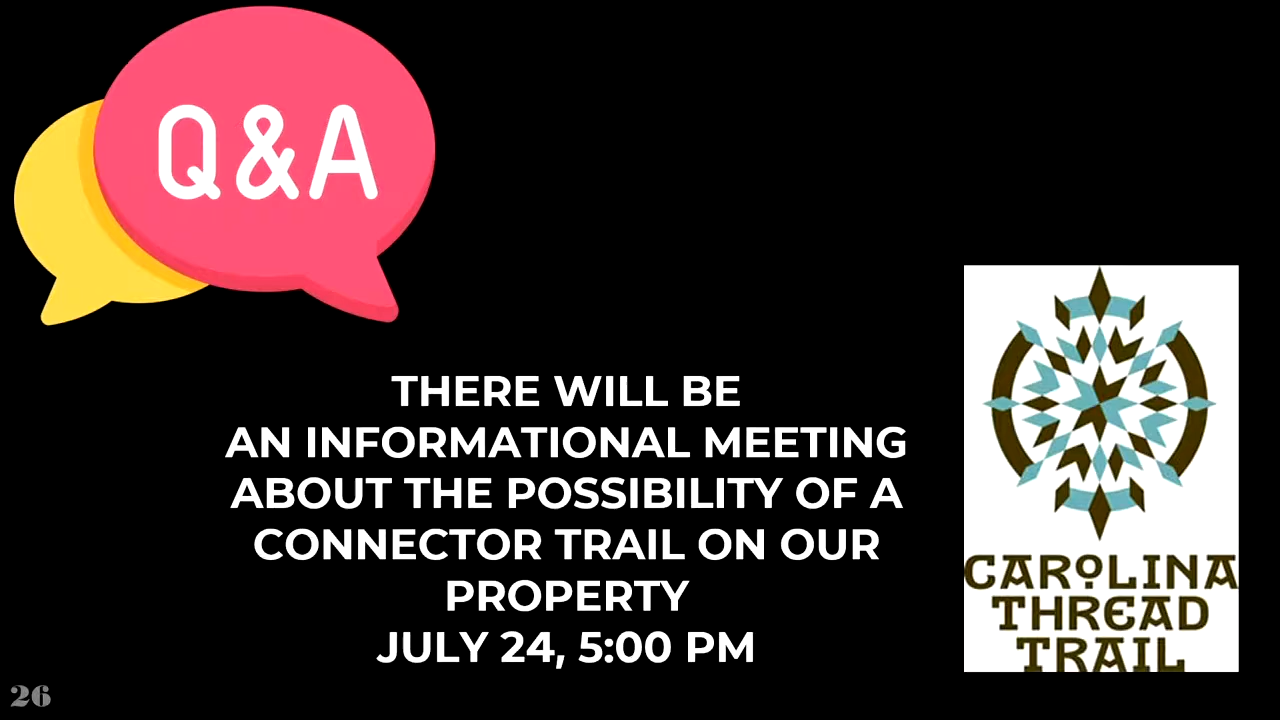 Q&A
THERE WILL BE
AN INFORMATIONAL MEETING
ABOUT THE POSSIBILITY OF A
CONNECTOR TRAIL ON OUR
PROPERTY
JULY 24, 5:00 PM
CAROLINA
THREAD
TRAIL
26